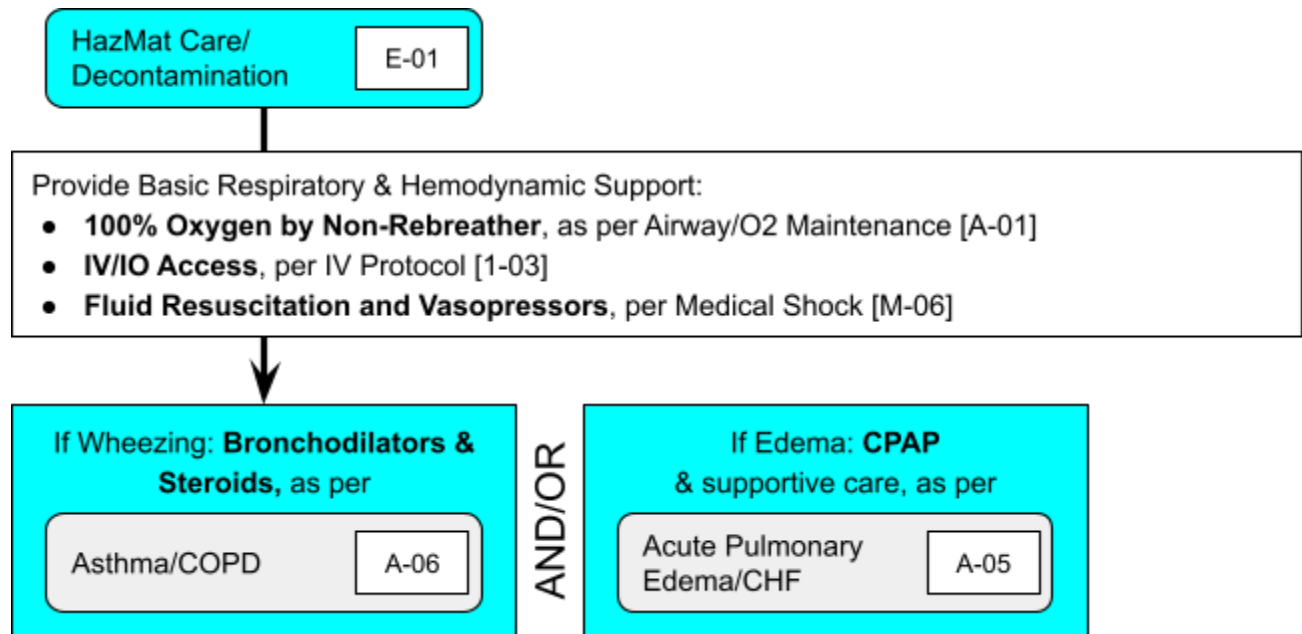 HazMat Care/
Decontamination
E-01
Provide Basic Respiratory & Hemodynamic Support:
● 100% Oxygen by Non-Rebreather, as per Airway/O2 Maintenance [A-01]
● IV/IO Access, per IV Protocol [1-03]
● Fluid Resuscitation and Vasopressors, per Medical Shock [M-06]
If Wheezing: Bronchodilators &
Steroids, as per
Asthma/COPD
A-06
AND/OR
If Edema: CPAP
& supportive care, as per
Acute Pulmonary
Edema/CHF
A-05